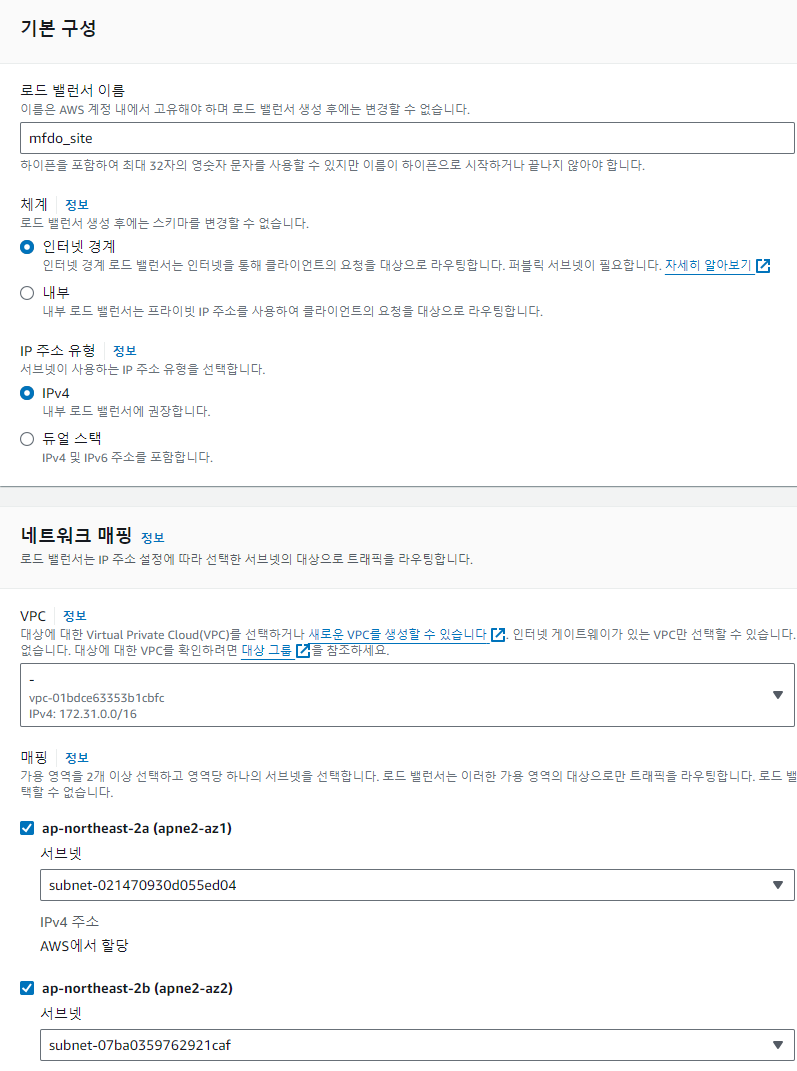 기본 구성
로드 밸런서 이름
이름은 AWS 계정 내에서 고유해야 하며 로드 밸런서 생성 후에는 변경할 수 없습니다.
mfdo_site
하이픈을 포함하여 최대 32자의 영숫자 문자를 사용할 수 있지만 이름이 하이픈으로 시작하거나 끝나지 않아야 합니다.
체계 정보
로드 밸런서 생성 후에는 스키마를 변경할 수 없습니다.
인터넷 경계
인터넷 경계 로드 밸런서는 인터넷을 통해 클라이언트의 요청을 대상으로 라우팅합니다. 퍼블릭 서브넷이 필요합니다. 자세히 알아보기
내부
내부 로드 밸런서는 프라이빗 IP 주소를 사용하여 클라이언트의 요청을 대상으로 라우팅합니다.
IP 주소 유형 정보
서브넷이 사용하는 IP 주소 유형을 선택합니다.
IPv4
내부 로드 밸런서에 권장합니다.
듀얼 스택
IPv4 및 IPv6 주소를 포함합니다.
네트워크 매핑 정보
로드 밸런서는 IP 주소 설정에 따라 선택한 서브넷의 대상으로 트래픽을 라우팅합니다.
VPC 정보
대상에 대한 Virtual Private Cloud(VPC)를 선택하거나 새로운 VPC를 생성할 수 있습니다. 인터넷 게이트웨이가 있는 VPC만 선택할 수 있습니다.
없습니다. 대상에 대한 VPC를 확인하려면 대상 그룹을 참조하세요.
-
vpc-01bdce63353b1cbfc
IPv4: 172.31.0.0/16
매핑 정보
가용 영역을 2개 이상 선택하고 영역당 하나의 서브넷을 선택합니다. 로드 밸런서는 이러한 가용 영역의 대상으로만 트래픽을 라우팅합니다. 로드 밸
택할 수 없습니다.
ap-northeast-2a (apne2-az1)
서브넷
subnet-021470930d055ed04
IPv4 주소
AWS에서 할당
ap-northeast-2b (apne2-az2)
서브넷
subnet-07ba0359762921caf